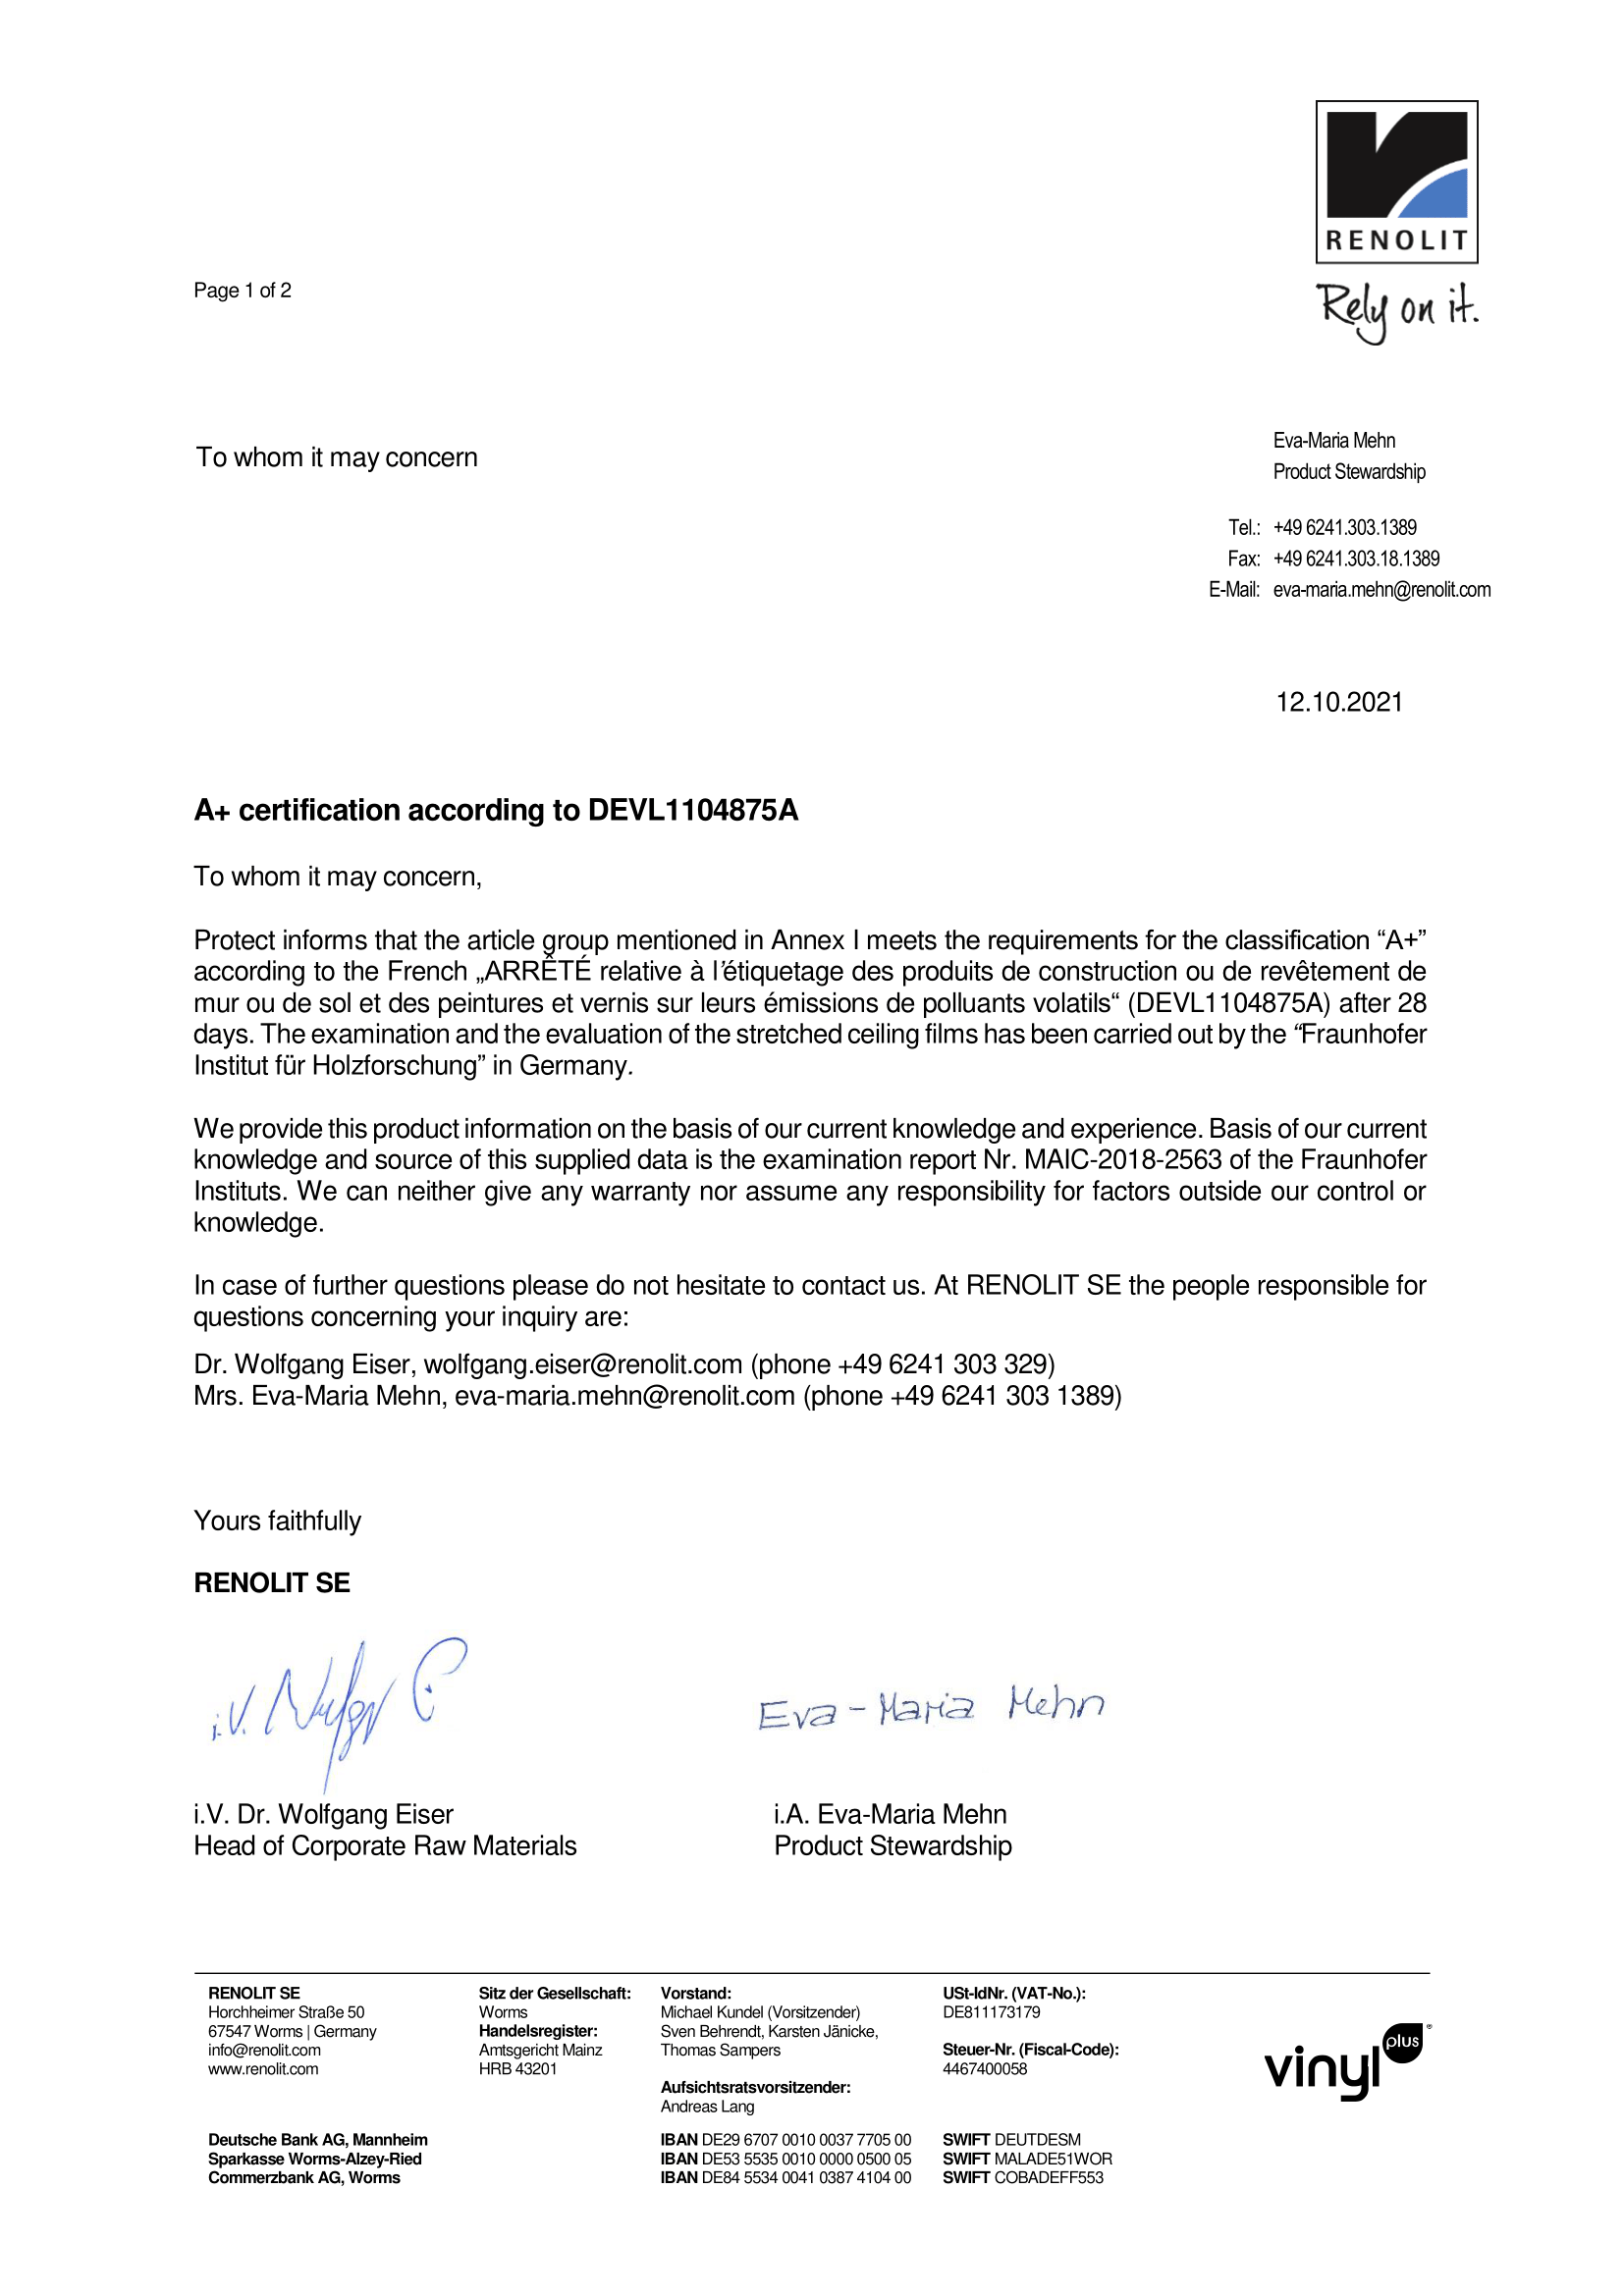 RENOLIT
Rely on it.
Page 1 of 2
To whom it may concern
Eva-Maria Mehn
Product Stewardship
Tel.: +49 6241.303.1389
Fax: +49 6241.303.18.1389
E-Mail: eva-maria.mehn@renolit.com
12.10.2021
A+ certification according to DEVL1104875A
To whom it may concern,
Protect informs that the article group mentioned in Annex I meets the requirements for the classification “A+”
according to the French „ARRÊTÉ relative à l’étiquetage des produits de construction ou de revêtement de
mur ou de sol et des peintures et vernis sur leurs émissions de polluants volatils“ (DEVL1104875A) after 28
days. The examination and the evaluation of the stretched ceiling films has been carried out by the “Fraunhofer
Institut für Holzforschung” in Germany.
We provide this product information on the basis of our current knowledge and experience. Basis of our current
knowledge and source of this supplied data is the examination report Nr. MAIC-2018-2563 of the Fraunhofer
Instituts. We can neither give any warranty nor assume any responsibility for factors outside our control or
knowledge.
In case of further questions please do not hesitate to contact us. At RENOLIT SE the people responsible for
questions concerning your inquiry are:
Dr. Wolfgang Eiser, wolfgang.eiser@renolit.com (phone +49 6241 303 329)
Mrs. Eva-Maria Mehn, eva-maria.mehn@renolit.com (phone +49 6241 303 1389)
Yours faithfully
RENOLIT SE
i.V.
Eva-Maria Mehn
i.V. Dr. Wolfgang Eiser
Head of Corporate Raw Materials
i.A. Eva-Maria Mehn
Product Stewardship
RENOLIT SE
Horchheimer Straße 50
67547 Worms | Germany
info@renolit.com
www.renolit.com
Sitz der Gesellschaft:
Worms
Handelsregister:
Amtsgericht Mainz
HRB 43201
Vorstand:
Michael Kundel (Vorsitzender)
Sven Behrendt, Karsten Jänicke,
Thomas Sampers
Aufsichtsratsvorsitzender:
Andreas Lang
USt-IdNr. (VAT-No.):
DE811173179
Steuer-Nr. (Fiscal-Code):
4467400058
vinyl plus ®
Deutsche Bank AG, Mannheim IBAN DE29 6707 0010 0037 7705 00 SWIFT DEUTDESM
Sparkasse Worms-Alzey-Ried IBAN DE53 5535 0010 0000 0500 05 SWIFT MALADE51WOR
Commerzbank AG, Worms IBAN DE84 5534 0041 0387 4104 00 SWIFT COBADEFF553